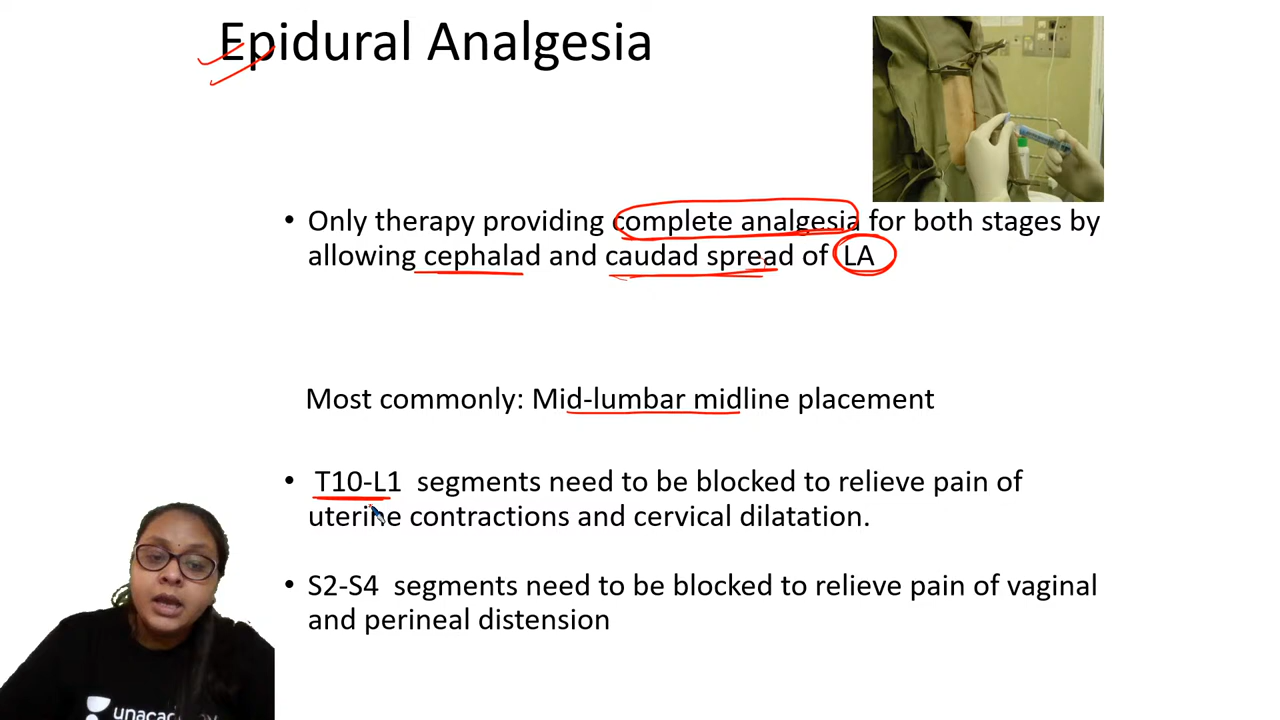 Epidural Analgesia
• Only therapy providing complete analgesia for both stages by
allowing cephalad and caudad spread of LA
Most commonly: Mid-lumbar midline placement
• T10-L1 segments need to be blocked to relieve pain of
uterine contractions and cervical dilatation.
• S2-S4 segments need to be blocked to relieve pain of vaginal
and perineal distension